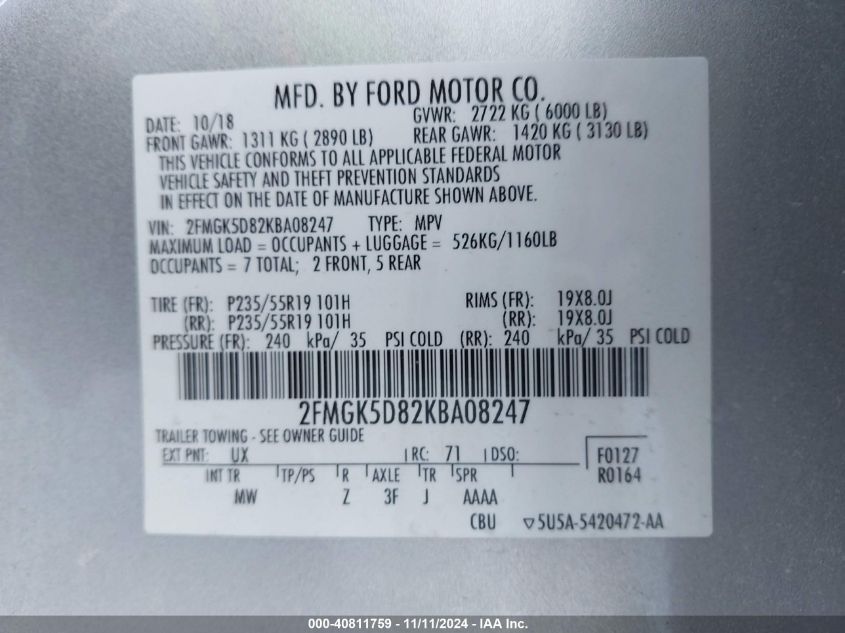 MFD. BY FORD MOTOR CO.
DATE: 10/18 GVWR: 2722 KG ( 6000 LB)
FRONT GAWR: 1311 KG ( 2890 LB) REAR GAWR: 1420 KG ( 3130 LB)
THIS VEHICLE CONFORMS TO ALL APPLICABLE FEDERAL MOTOR
VEHICLE SAFETY AND THEFT PREVENTION STANDARDS
IN EFFECT ON THE DATE OF MANUFACTURE SHOWN ABOVE.
VIN: 2FMGK5D82KBA08247 TYPE: MPV
MAXIMUM LOAD = OCCUPANTS + LUGGAGE = 526KG/1160LB
OCCUPANTS = 7 TOTAL; 2 FRONT, 5 REAR
TIRE (FR): P235/55R19 101H RIMS (FR): 19X8.0J
(RR): P235/55R19 101H (RR): 19X8.0J
PRESSURE (FR): 240 kPa/ 35 PSI COLD (RR): 240 kPa/ 35 PSI COLD
2FMGK5D82KBA08247
TRAILER TOWING - SEE OWNER GUIDE
EXT PNT: UX RC: 71 DSO: F0127
INT TR TP/PS R AXLE TR SPR R0164
MW Z 3F J AAAA
CBU ▽5U5A-5420472-AA
000-40811759 - 11/11/2024 - IAA Inc.